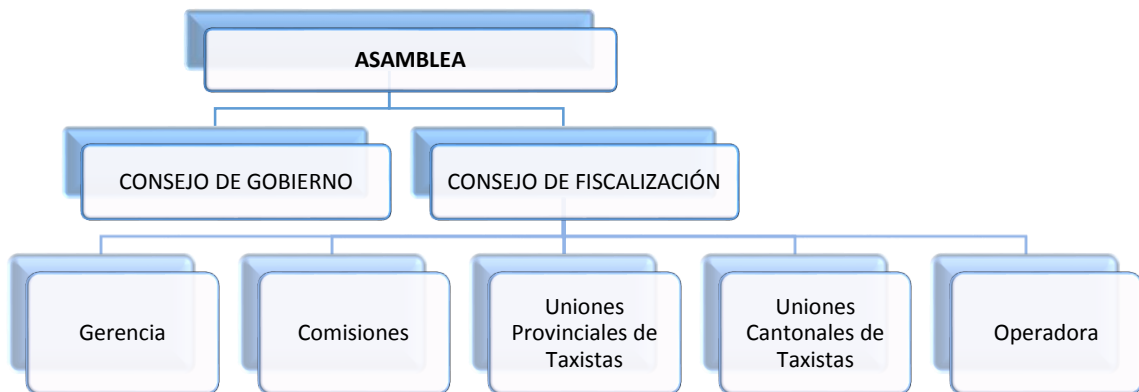 ASAMBLEA
CONSEJO DE GOBIERNO
CONSEJO DE FISCALIZACIÓN
Gerencia
Comisiones
Uniones
Provinciales de
Taxistas
Uniones
Cantonales de
Taxistas
Operadora